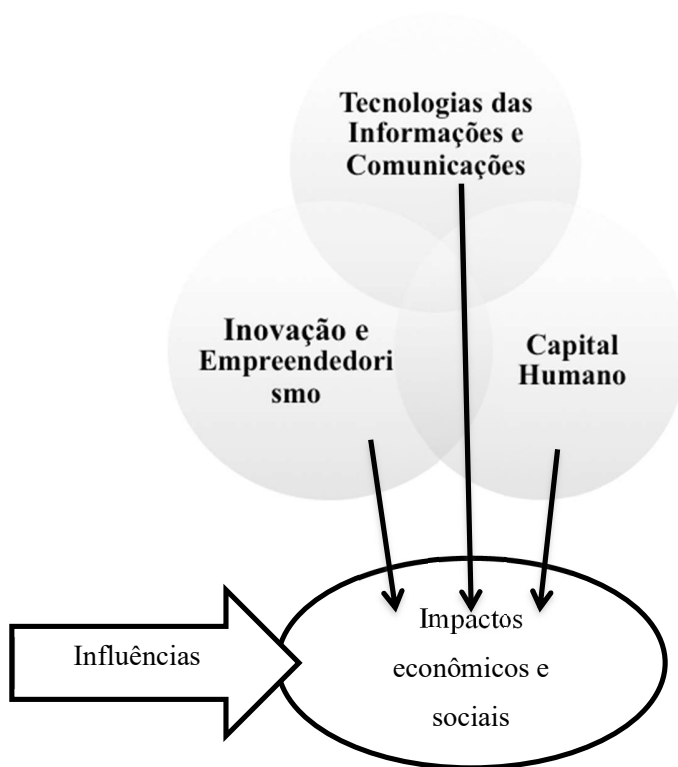 Tecnologias das
Informações e
Comunicações
Inovação e
Empreendedori
smo
Capital
Humano
Influências
Impactos
econômicos e
sociais